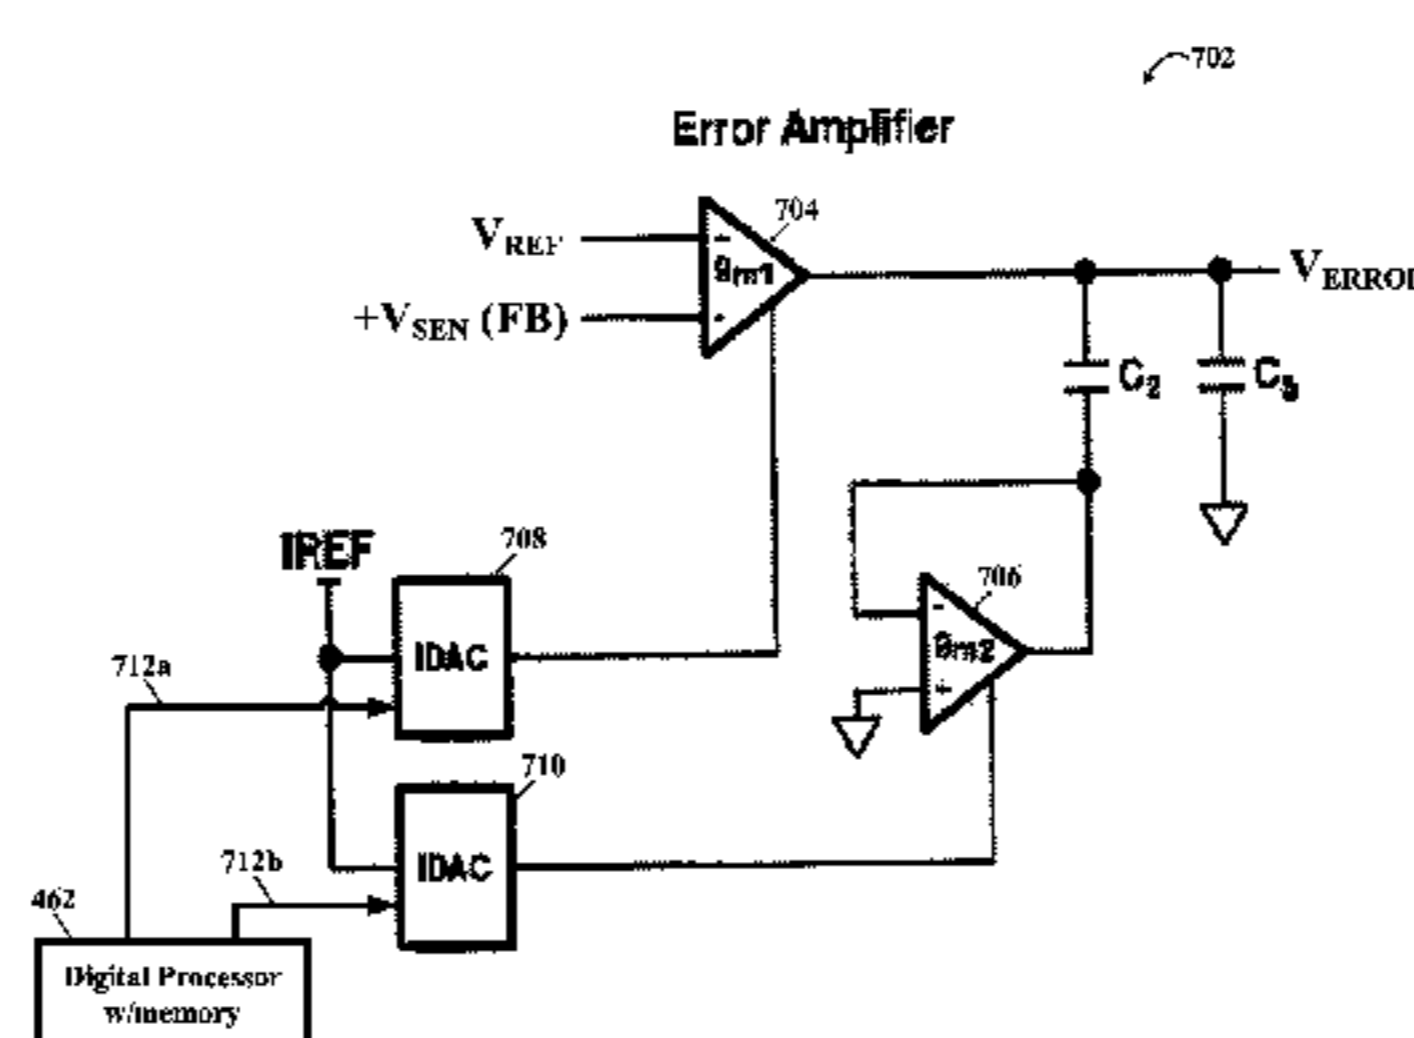 702
Error Amplifier
704
VREF
gm1
+VSEN (FB)
VERROI
C2
IREF
708
706
IDAC
gm2
712a
710
712b
IDAC
462
Digital Processor
w/memory